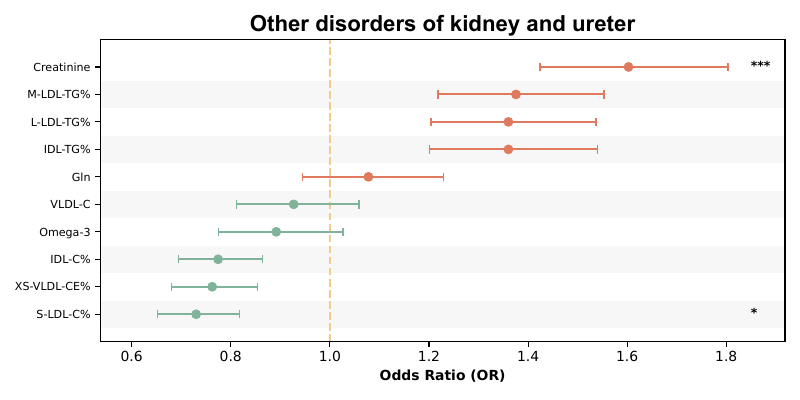 Other disorders of kidney and ureter
Creatinine
***
M-LDL-TG%
L-LDL-TG%
IDL-TG%
Gln
VLDL-C
Omega-3
IDL-C%
XS-VLDL-CE%
S-LDL-C%
*
0.6 0.8 1.0 1.2 1.4 1.6 1.8
Odds Ratio (OR)